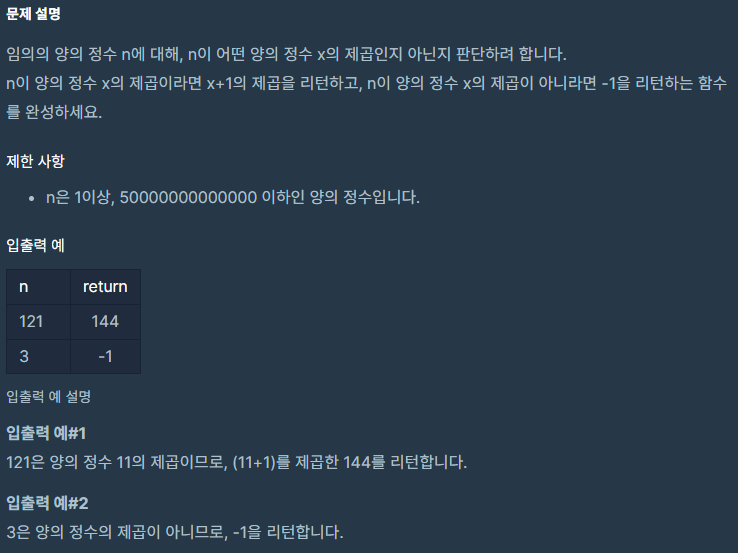 문제 설명
임의의 양의 정수 n에 대해, n이 어떤 양의 정수 x의 제곱인지 아닌지 판단하려 합니다.
n이 양의 정수 x의 제곱이라면 x+1의 제곱을 리턴하고, n이 양의 정수 x의 제곱이 아니라면 -1을 리턴하는 함수
를 완성하세요.
제한 사항
• n은 1이상, 50000000000000 이하인 양의 정수입니다.
입출력 예
n return
121 144
3 -1
입출력 예 설명
입출력 예#1
121은 양의 정수 11의 제곱이므로, (11+1)를 제곱한 144를 리턴합니다.
입출력 예#2
3은 양의 정수의 제곱이 아니므로, -1을 리턴합니다.